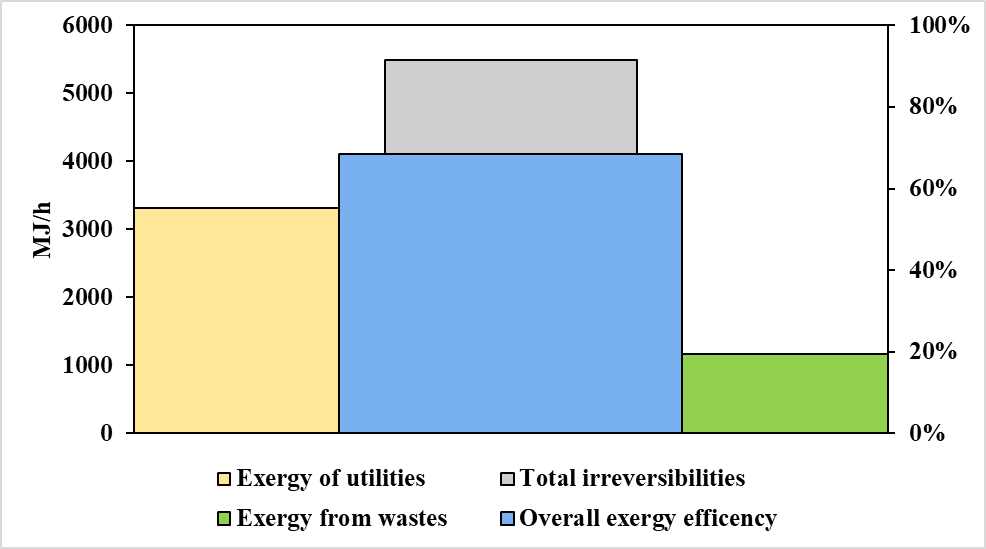 6000
5000
4000
3000
2000
1000
0
MJ/h
100%
80%
60%
40%
20%
0%
Exergy of utilities
Total irreversibilities
Exergy from wastes
Overall exergy efficency